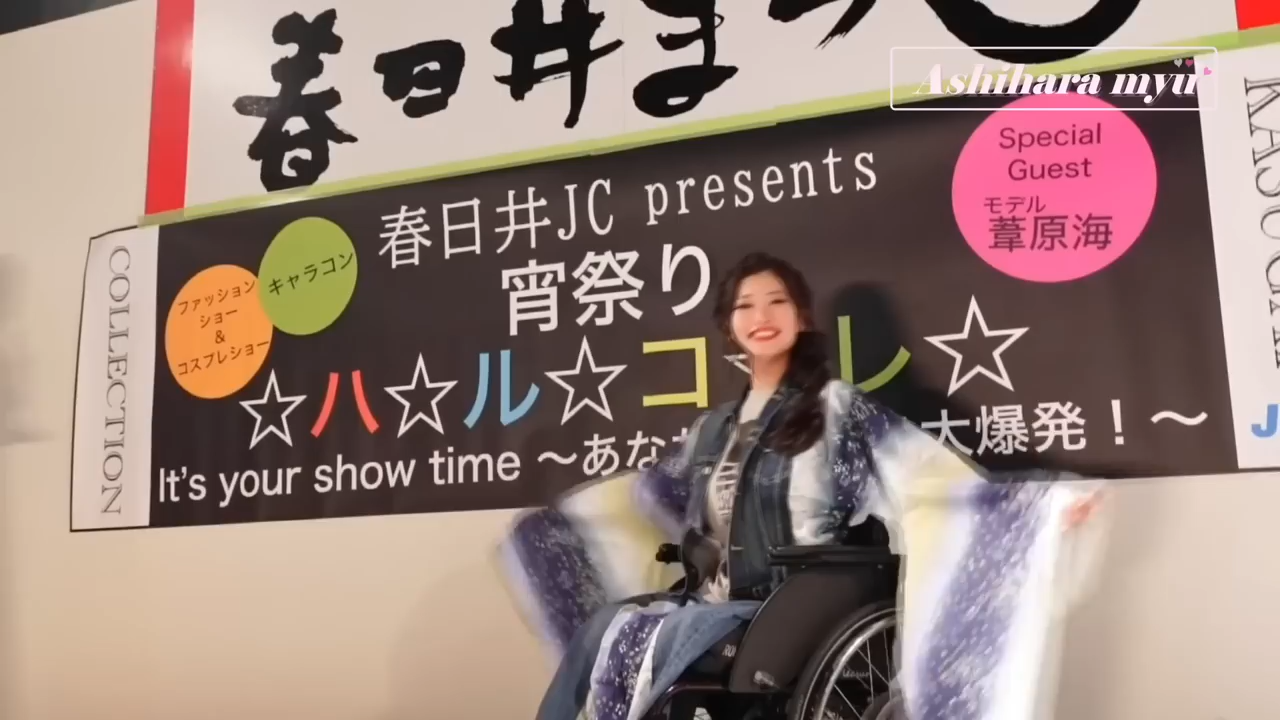 春日井ま
Ashihara myu
COLLECTION
ファッション
ショー
&
コスプレショー
キャラコン
春日井JC presents
宵祭り
☆ハ☆ル☆コ☆レ☆
It's your show time ～あな
大爆発！～
Special
Guest
モデル
葦原海
J